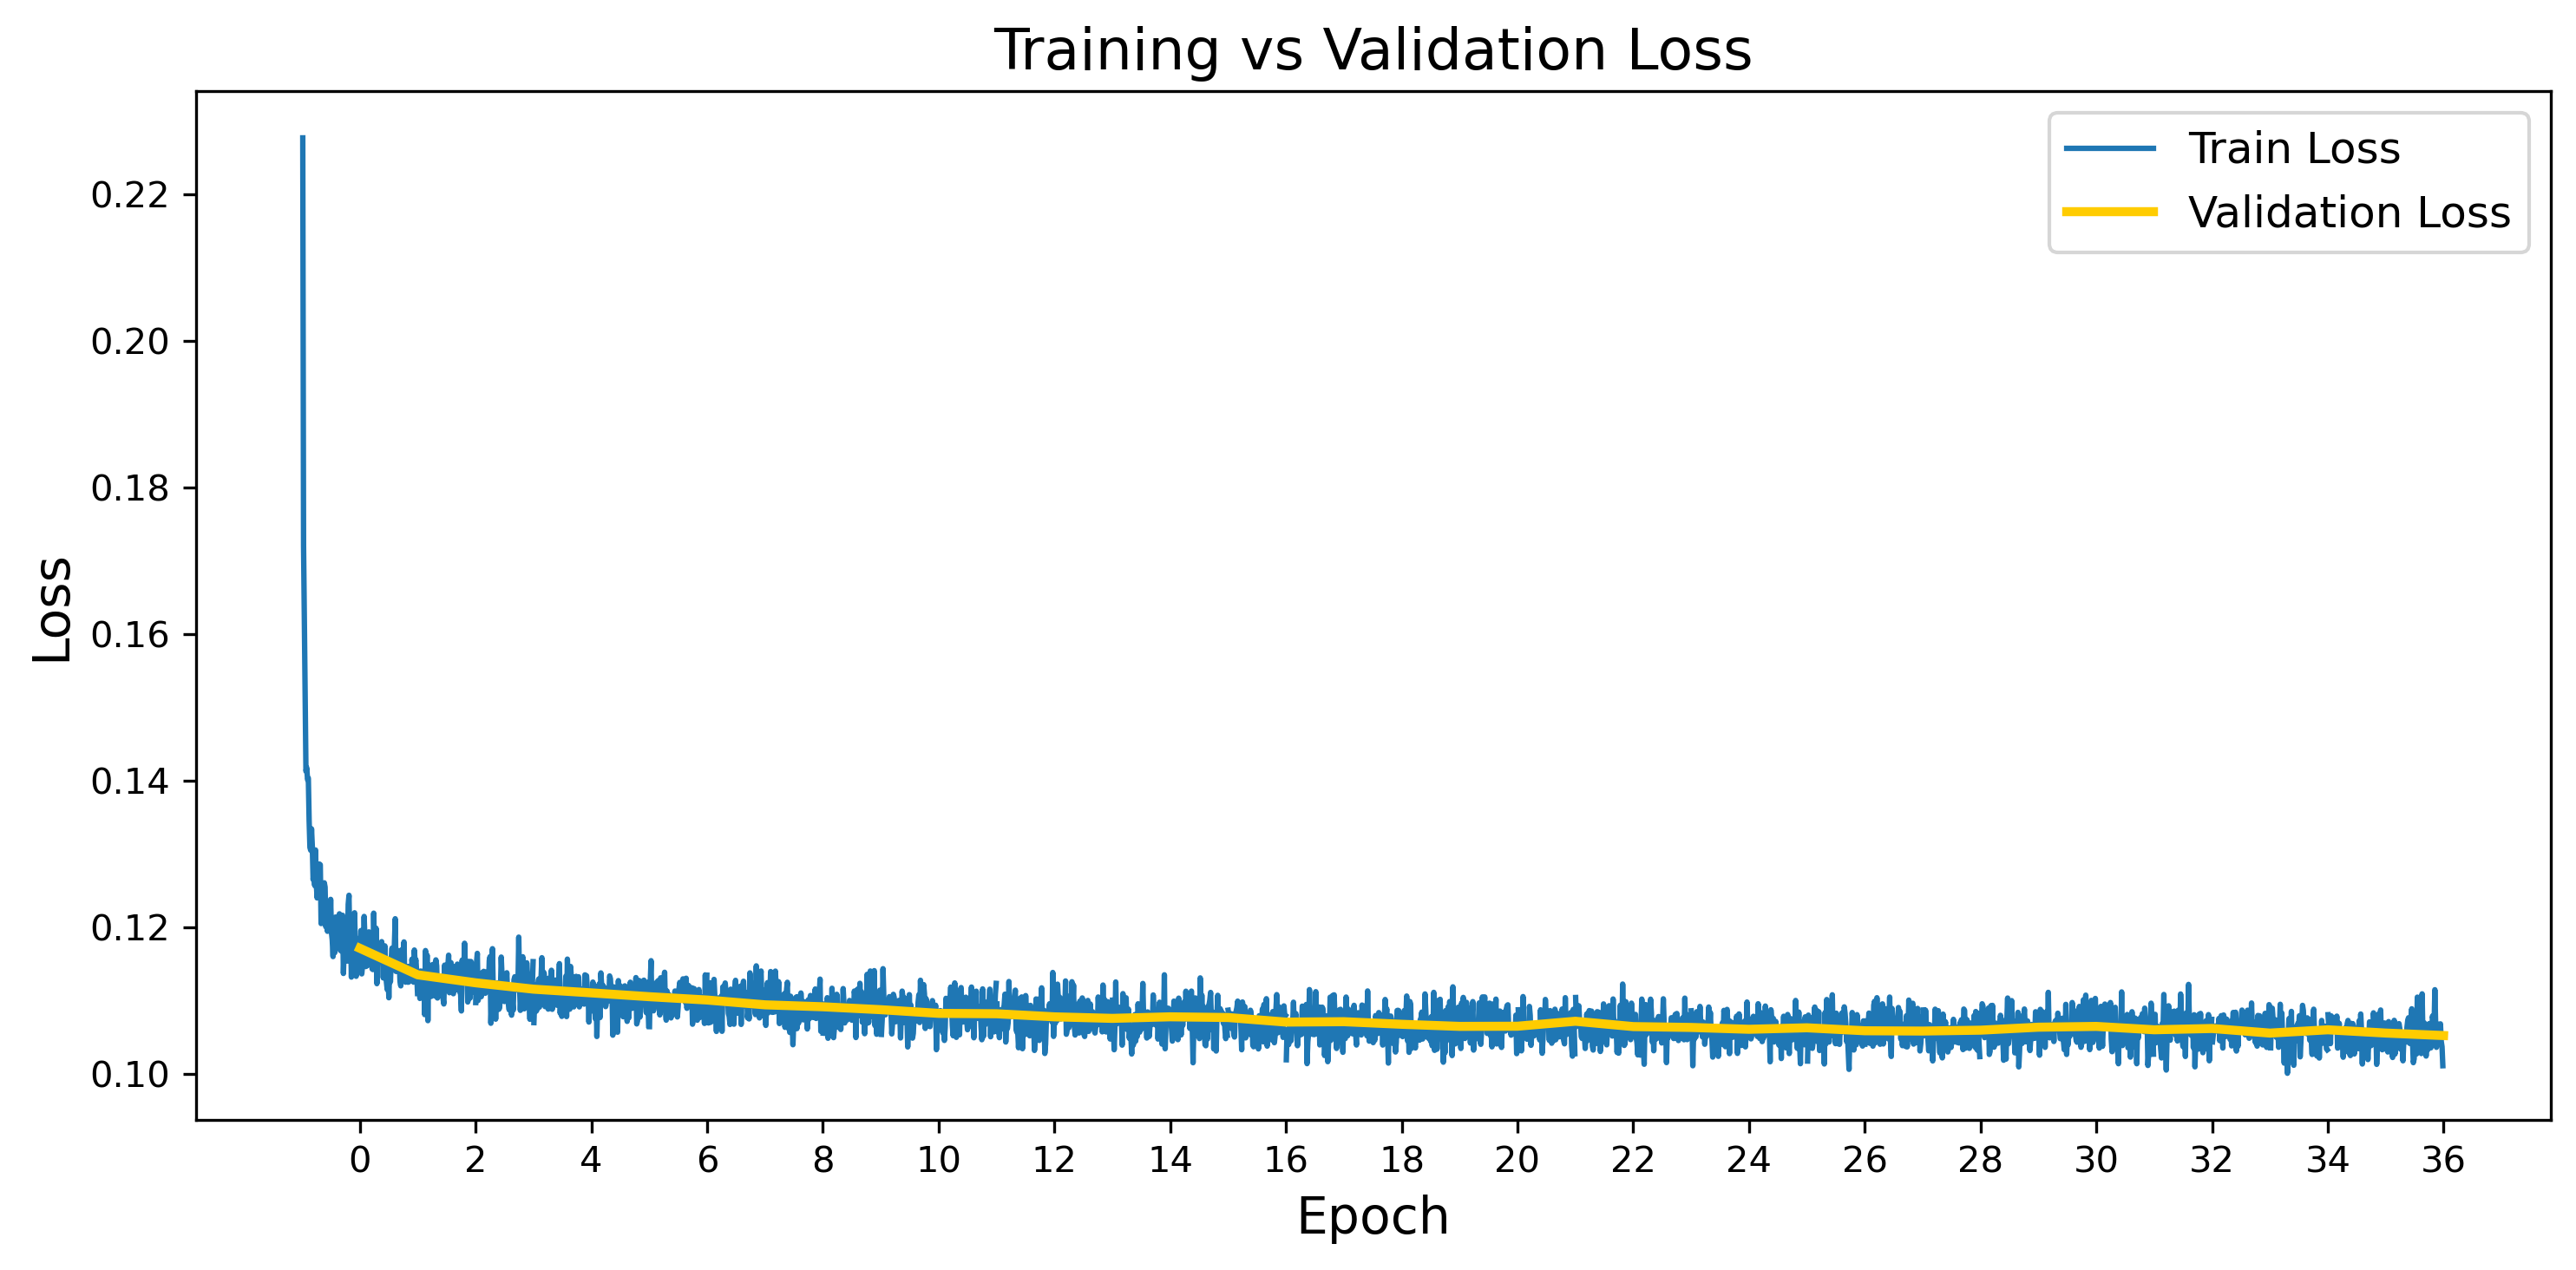 Training vs Validation Loss
Train Loss
Validation Loss
Loss
0.22
0.20
0.18
0.16
0.14
0.12
0.10
0 2 4 6 8 10 12 14 16 18 20 22 24 26 28 30 32 34 36
Epoch